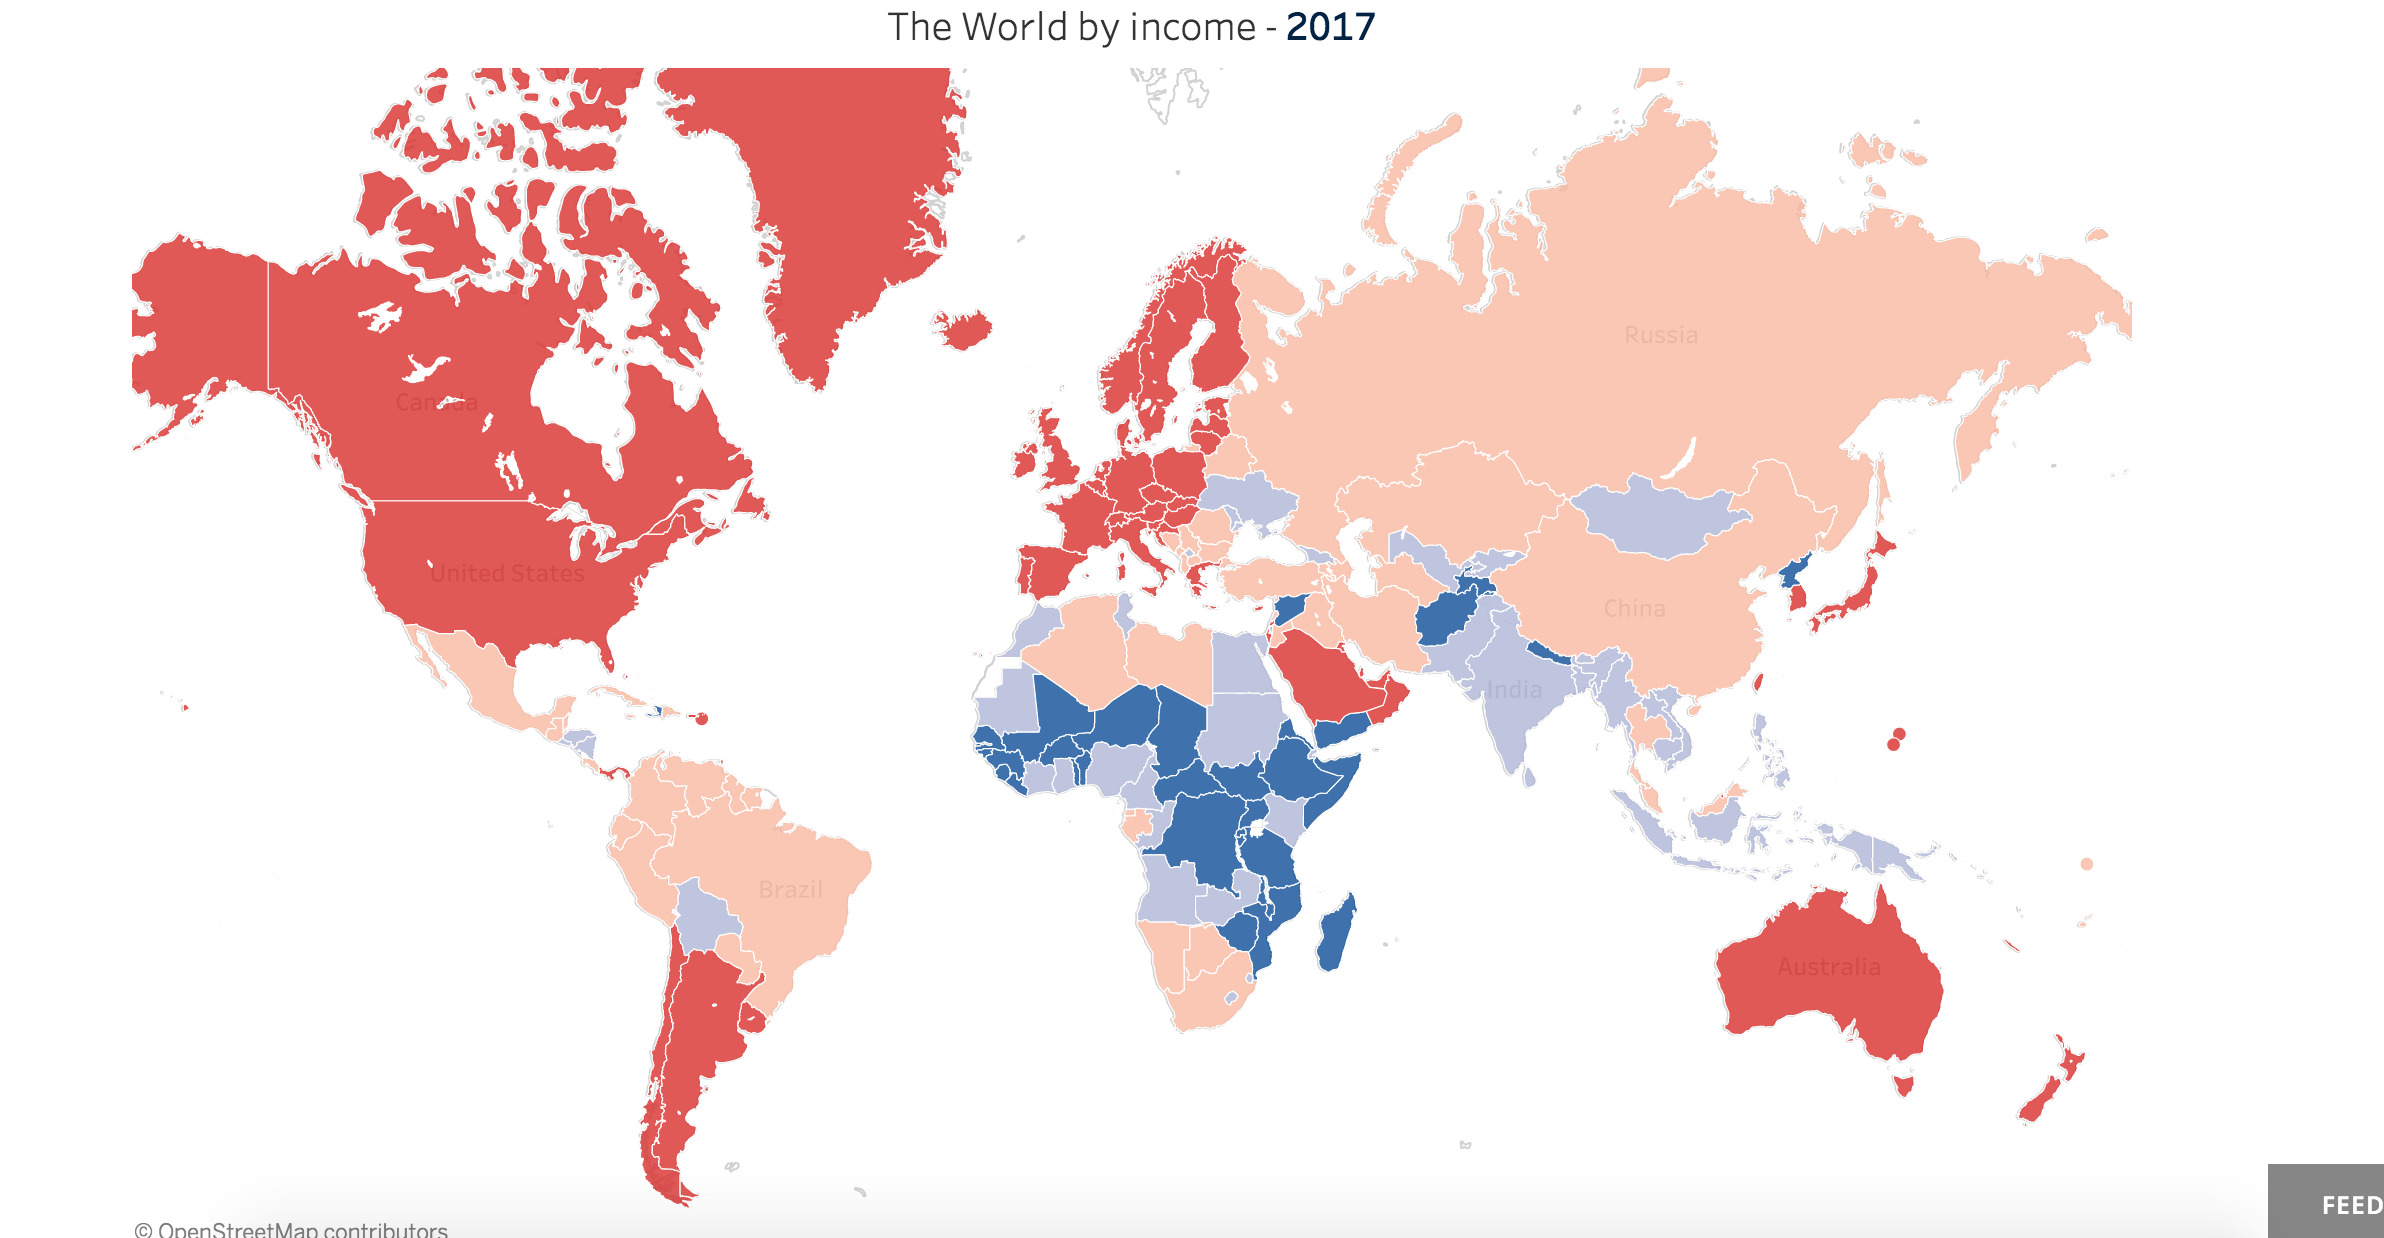 The World by income - 2017
Russia
Canada
United States
China
India
Brazil
Australia
FEED
© OpenStreetMap contributors